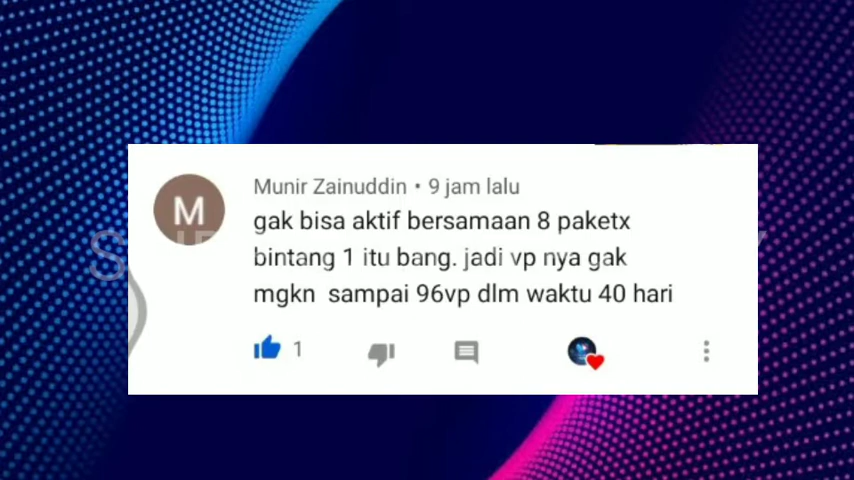 Munir Zainuddin • 9 jam lalu
gak bisa aktif bersamaan 8 paketx
bintang 1 itu bang. jadi vp nya gak
mgkn sampai 96vp dlm waktu 40 hari
1